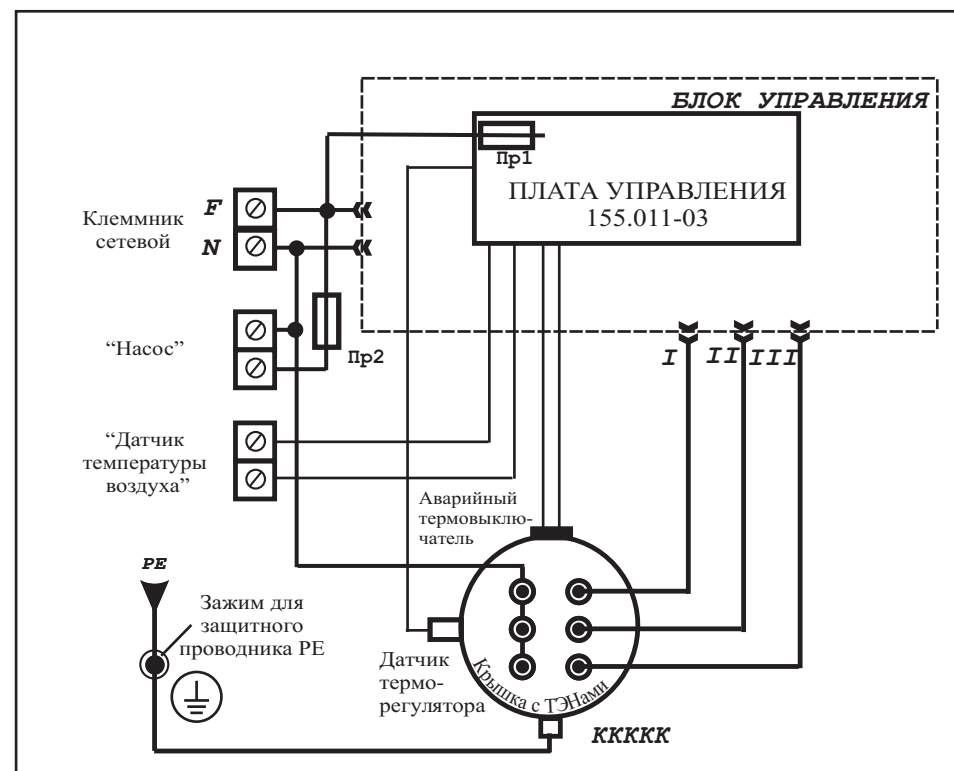 БЛОК УПРАВЛЕНИЯ
Пр1
ПЛАТА УПРАВЛЕНИЯ
155.011-03
Клеммник
сетевой
F
N
“Насос”
Пр2
I
II
III
“Датчик
температуры
воздуха”
Аварийный
термовыклю-
чатель
PE
Зажим для
защитного
проводника PE
Датчик
термо-
регулятора
Крышка с ТЭНами
ККККК